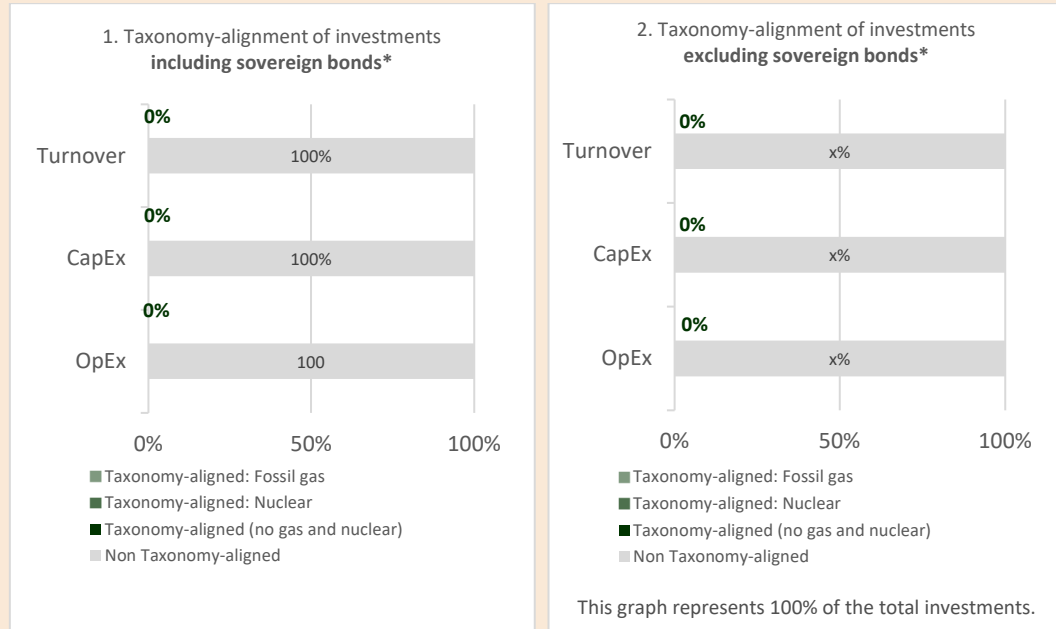 1. Taxonomy-alignment of investments
including sovereign bonds*
0%
Turnover
100%
0%
CapEx
100%
0%
OpEx
100
0%
50%
100%
Taxonomy-aligned: Fossil gas
Taxonomy-aligned: Nuclear
Taxonomy-aligned (no gas and nuclear)
Non Taxonomy-aligned
2. Taxonomy-alignment of investments
excluding sovereign bonds*
0%
Turnover
x%
0%
CapEx
x%
0%
OpEx
x%
0%
50%
100%
Taxonomy-aligned: Fossil gas
Taxonomy-aligned: Nuclear
Taxonomy-aligned (no gas and nuclear)
Non Taxonomy-aligned
This graph represents 100% of the total investments.